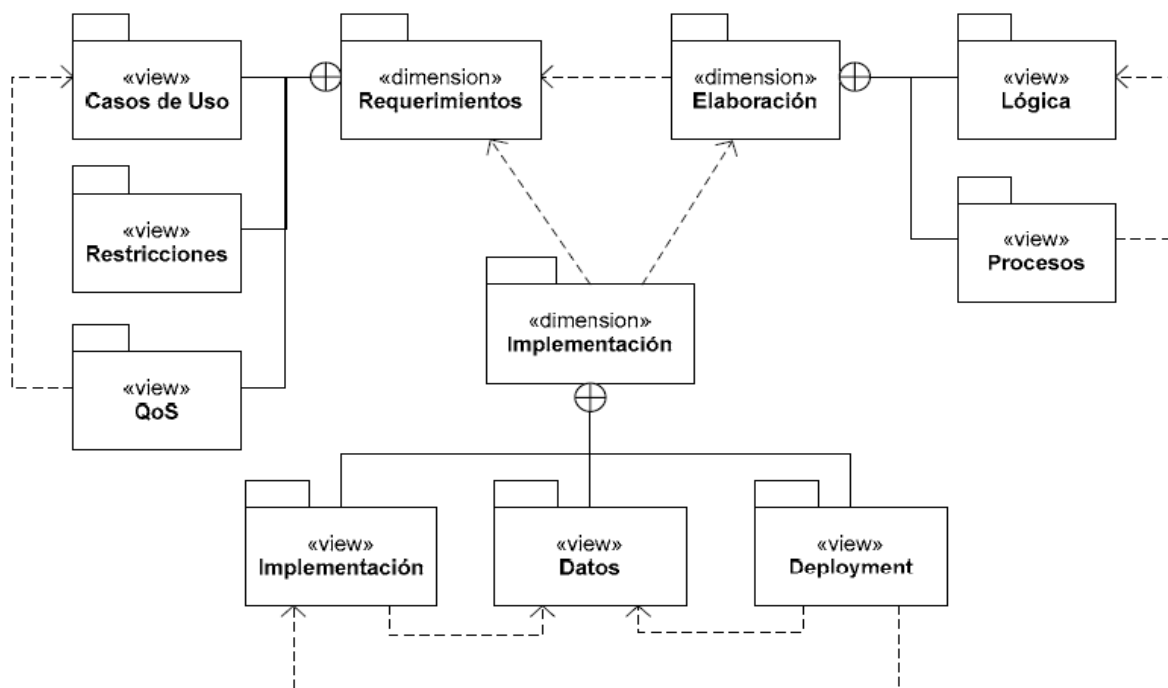 «view»
Casos de Uso
«dimension»
Requerimientos
«dimension»
Elaboración
«view»
Lógica
«view»
Restricciones
«view»
Procesos
«dimension»
Implementación
«view»
QoS
«view»
Implementación
«view»
Datos
«view»
Deployment